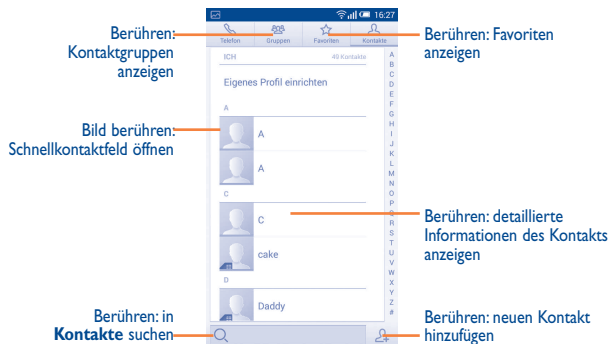 16:27
Telefon
Gruppen
Favoriten
Kontakte
ICH
49 Kontakte
Eigenes Profil einrichten
A
A
A
C
C
cake
D
Daddy
A
B
C
D
E
F
G
H
I
J
K
L
M
N
O
P
R
S
T
U
V
W
X
Y
Z
#
Berühren:
Kontaktgruppen
anzeigen
Bild berühren:
Schnellkontaktfeld öffnen
Berühren: in
Kontakte suchen
Berühren: Favoriten
anzeigen
Berühren: detaillierte
Informationen des Kontakts
anzeigen
Berühren: neuen Kontakt
hinzufügen